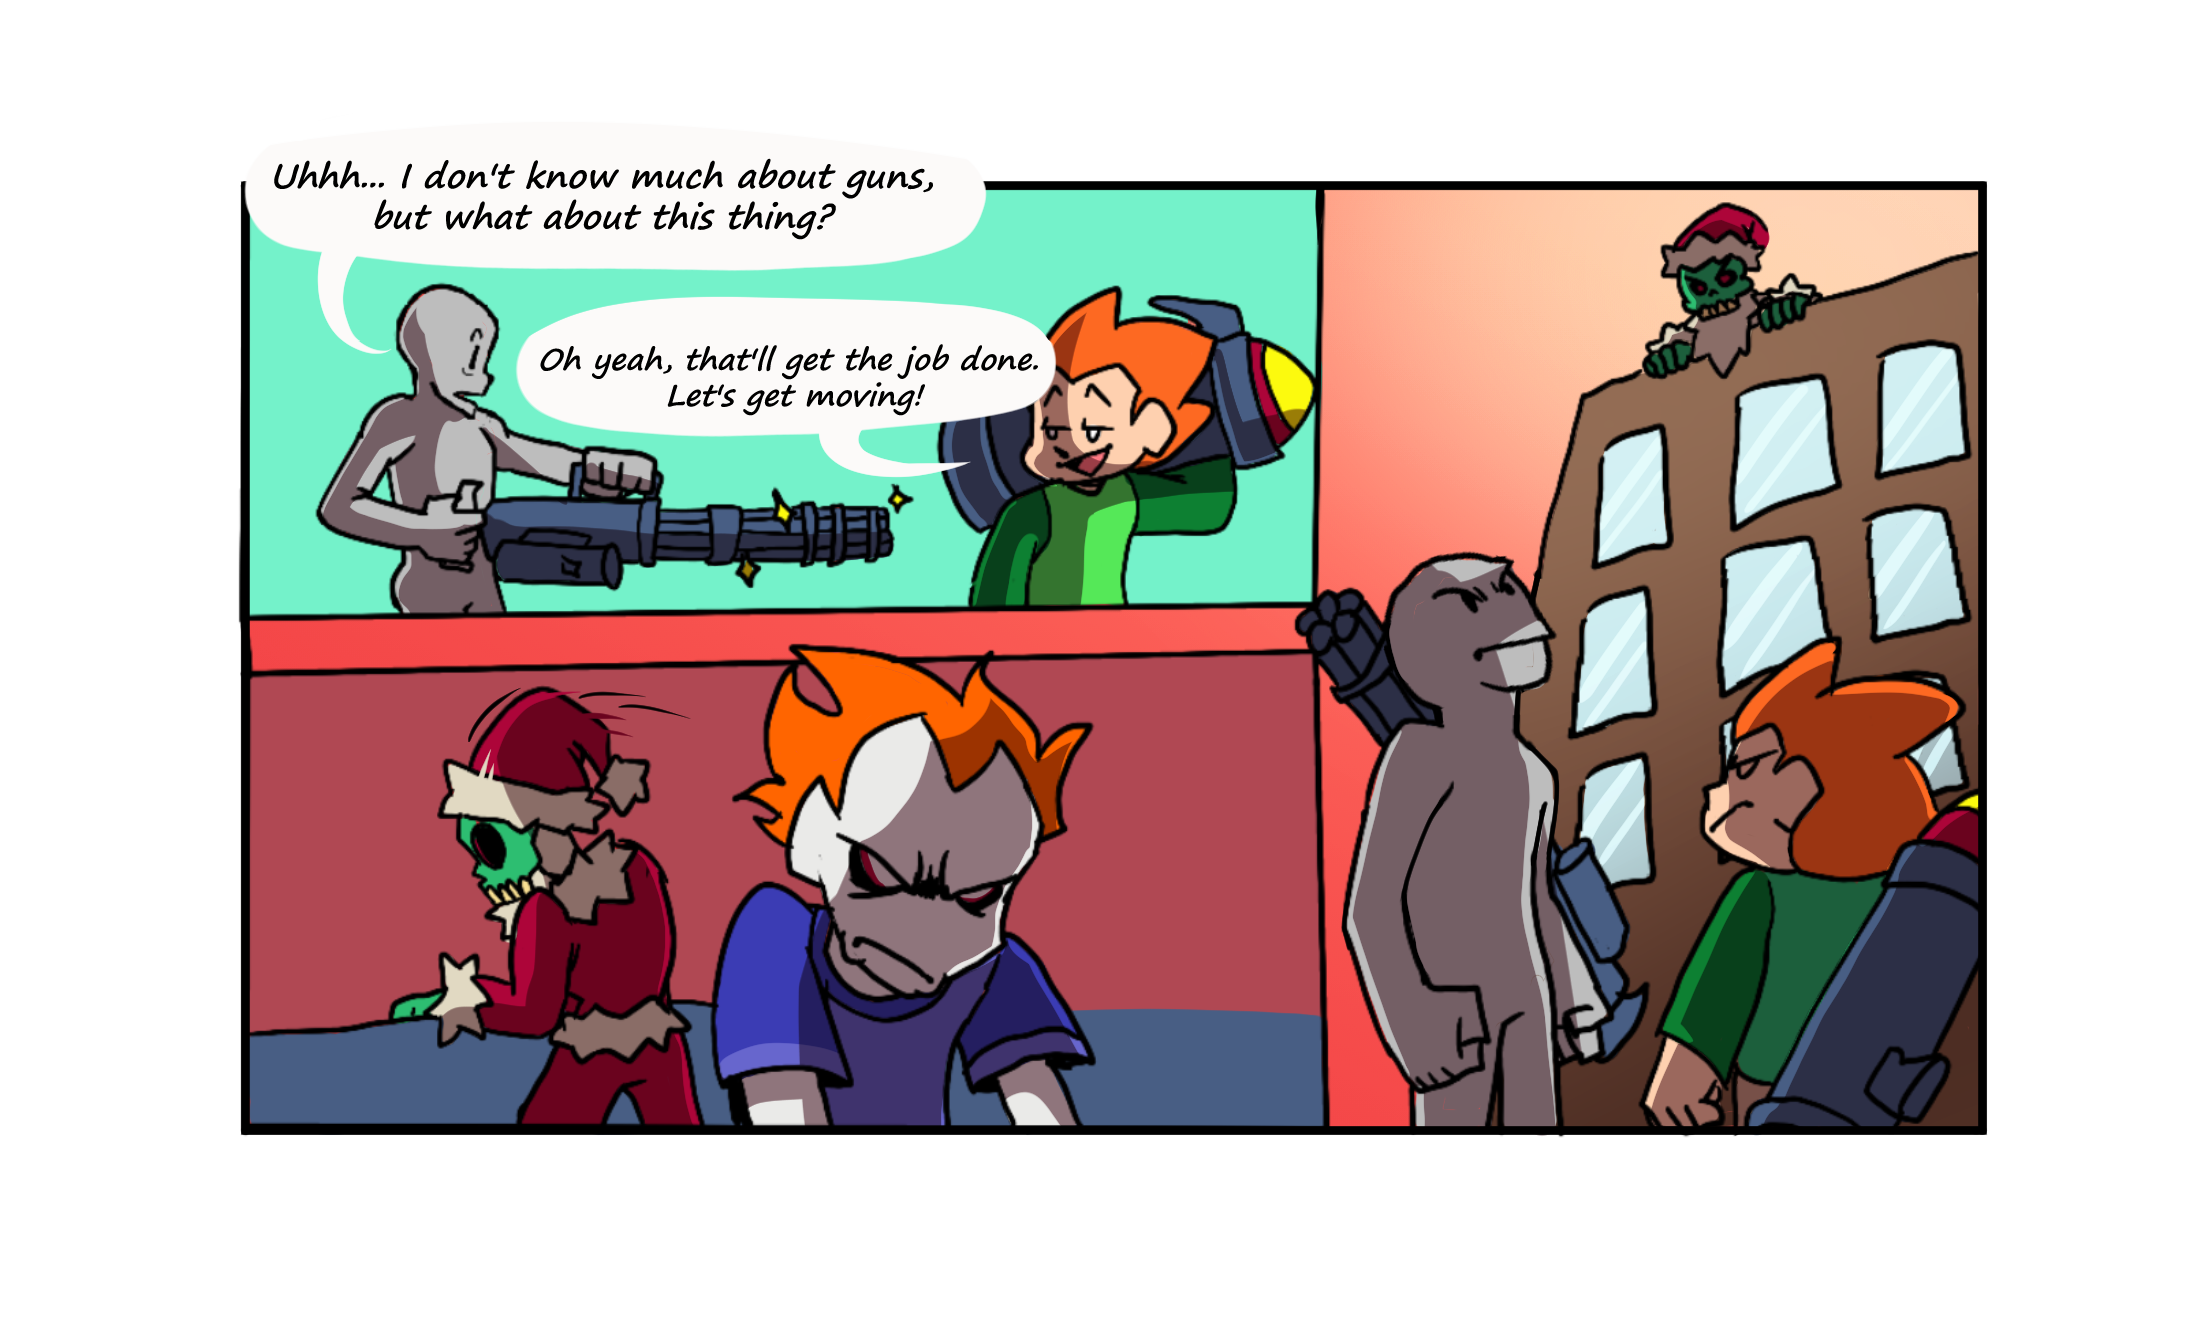 Uhhh... I don't know much about guns,
but what about this thing?
Oh yeah, that'll get the job done.
Let's get moving!